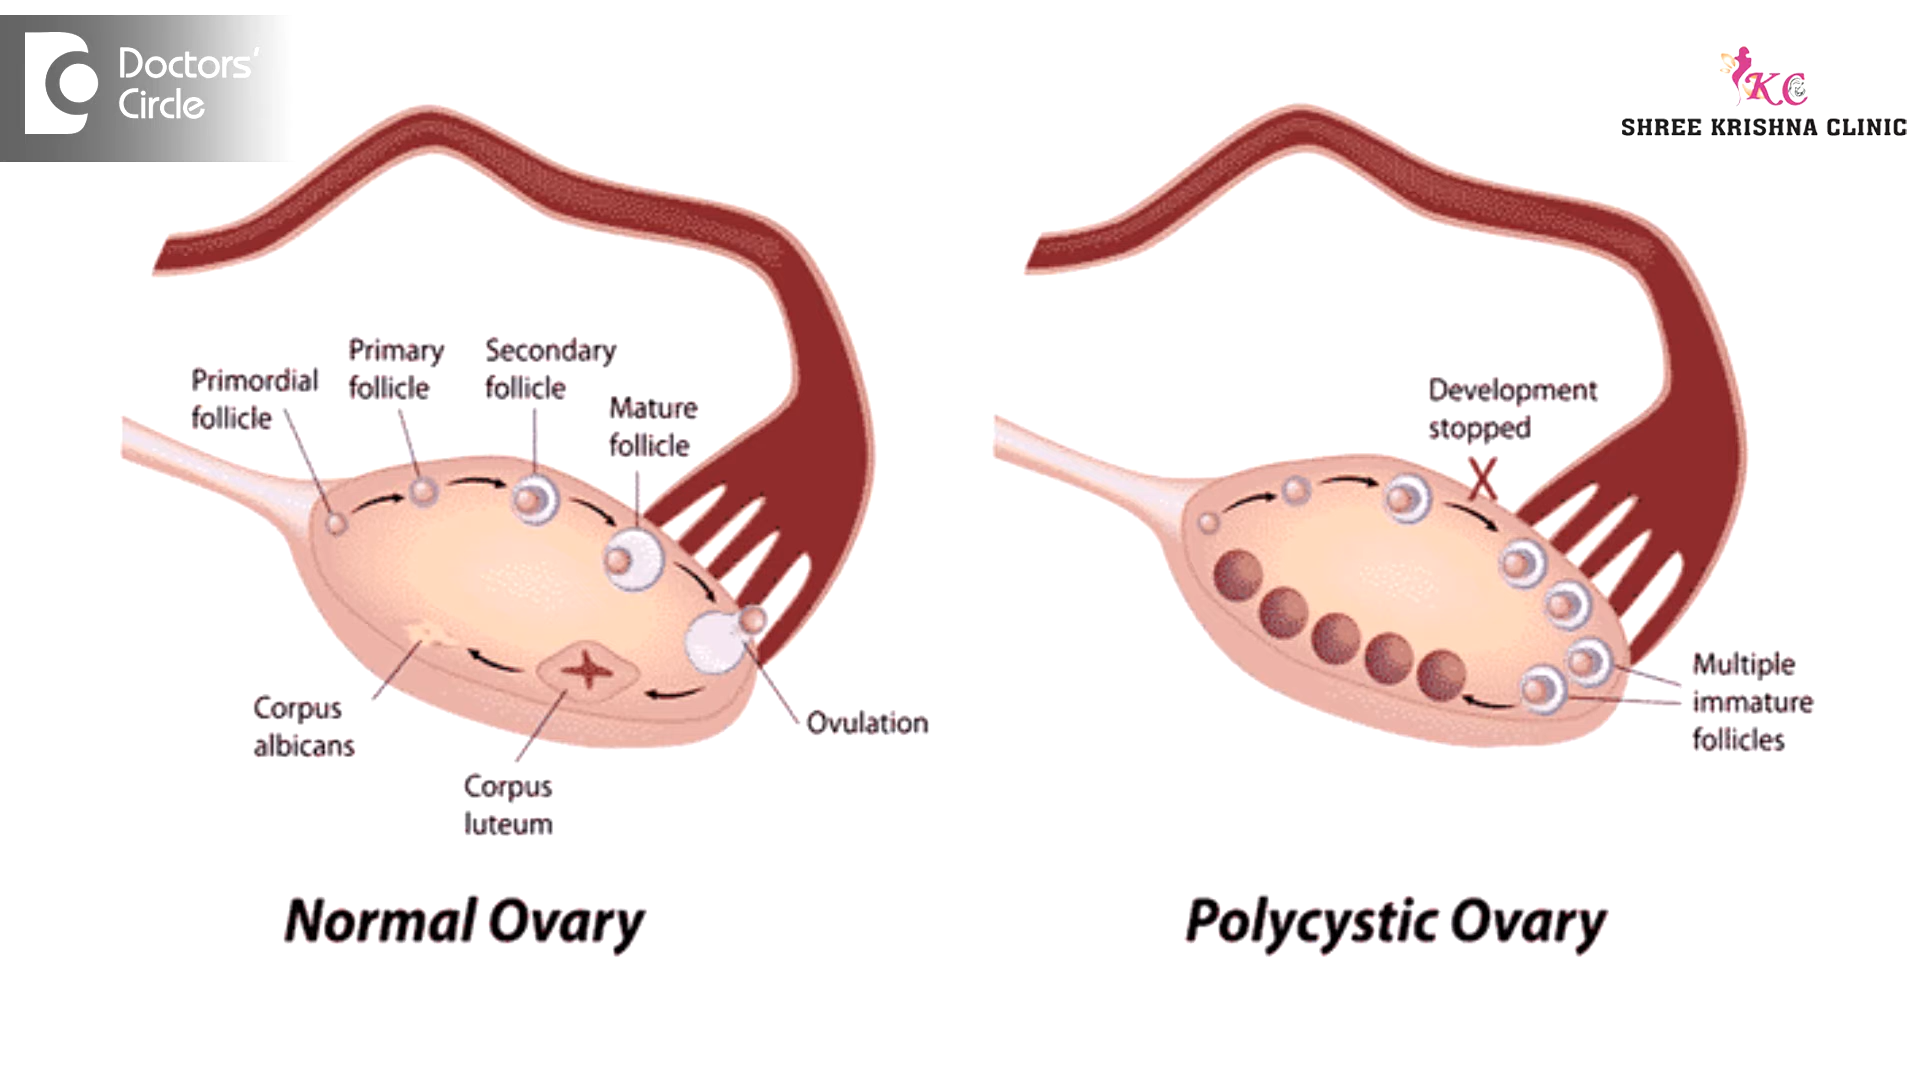 Doctors'
Circle
KC
SHREE KRISHNA CLINIC
Primordial
follicle
Primary
follicle
Secondary
follicle
Mature
follicle
Corpus
albicans
Corpus
luteum
Ovulation
Normal Ovary
Development
stopped
X
Multiple
immature
follicles
Polycystic Ovary